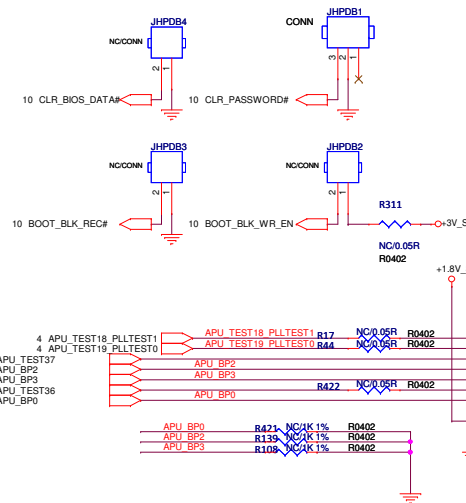 JHPDB4
NC/CONN
2
1
10 CLR_BIOS_DATA#
JHPDB1
CONN
3
2
1
10 CLR_PASSWORD#
JHPDB3
NC/CONN
2
1
10 BOOT_BLK_REC#
JHPDB2
NC/CONN
2
1
10 BOOT_BLK_WR_EN
R311
+3V_S
NC/0.05R
R0402
+1.8V_
4 APU_TEST18_PLLTEST1 APU_TEST18_PLLTEST1 R17 NC/0.05R R0402
4 APU_TEST19_PLLTEST0 APU_TEST19_PLLTEST0 R44 NC/0.05R R0402
APU_TEST37
APU_BP2 APU_BP2
APU_BP3 APU_BP3
APU_TEST36 R422 NC/0.05R R0402
APU_BP0 APU_BP0
APU_BP0 R421 NC/1K 1% R0402
APU_BP2 R139 NC/1K 1% R0402
APU_BP3 R108 NC/1K 1% R0402